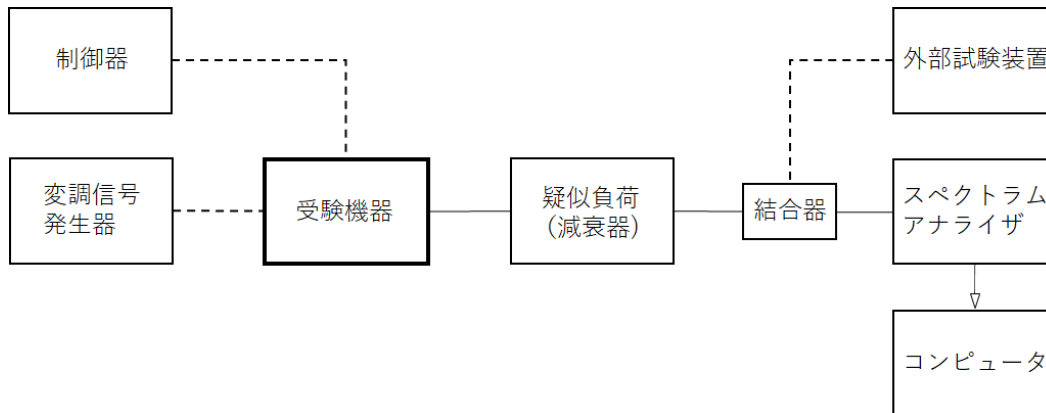 制御器
外部試験装置
変調信号
発生器
受験機器
疑似負荷
(減衰器)
結合器
スペクトラム
アナライザ
コンピュータ